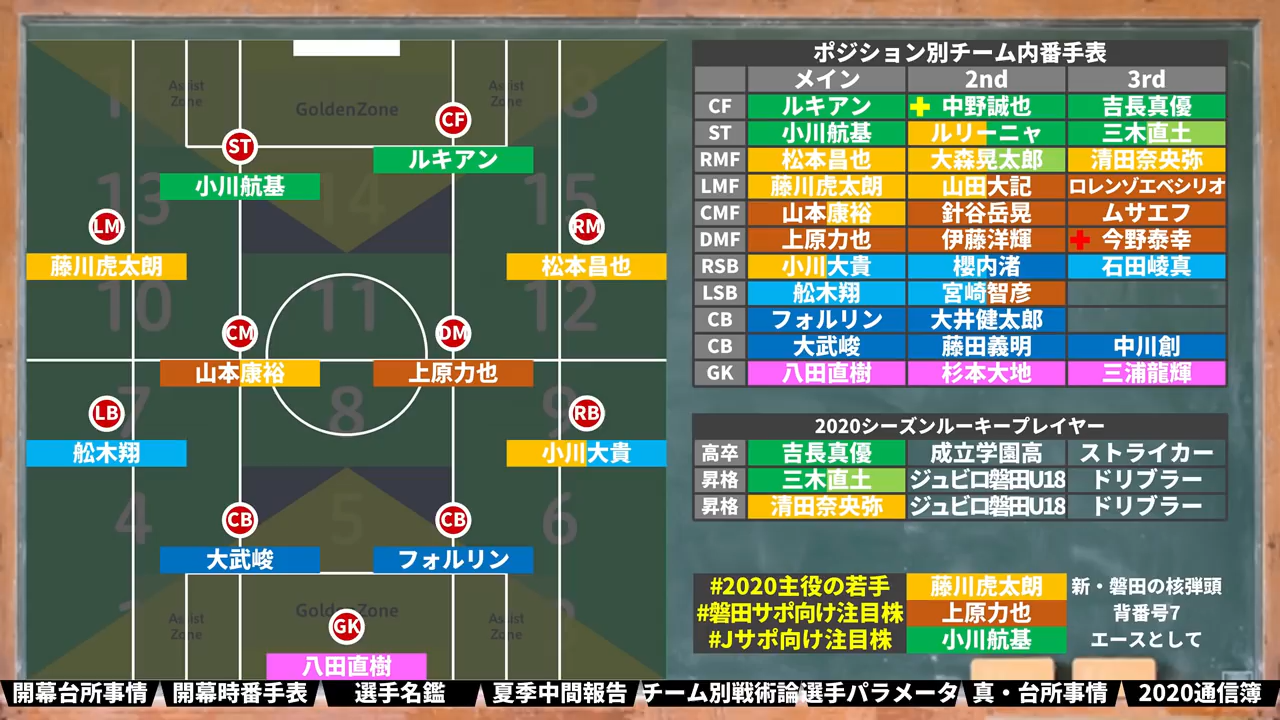 Assist Zone
GoldenZone
Assist Zone
13
14
15
10
11
12
7
8
9
4
5
6
Assist Zone
GoldenZone
Assist Zone
CF
ルキアン
ST
小川航基
LM
藤川虎太朗
RM
松本昌也
CM
山本康裕
DM
上原力也
LB
舩木翔
RB
小川大貴
CB
大武峻
CB
フォルリン
GK
八田直樹
ポジション別チーム内番手表
メイン 2nd 3rd
CF ルキアン 中野誠也 吉長真優
ST 小川航基 ルリーニャ 三木直土
RMF 松本昌也 大森晃太郎 清田奈央弥
LMF 藤川虎太朗 山田大記 ロレンゾエベシリオ
CMF 山本康裕 針谷岳晃 ムサエフ
DMF 上原力也 伊藤洋輝 今野泰幸
RSB 小川大貴 櫻内渚 石田崚真
LSB 舩木翔 宮崎智彦
CB フォルリン 大井健太郎
CB 大武峻 藤田義明 中川創
GK 八田直樹 杉本大地 三浦龍輝
2020シーズンルーキープレイヤー
高卒 吉長真優 成立学園高 ストライカー
昇格 三木直土 ジュビロ磐田U18 ドリブラー
昇格 清田奈央弥 ジュビロ磐田U18 ドリブラー
#2020主役の若手 藤川虎太朗 新・磐田の核弾頭
#磐田サポ向け注目株 上原力也 背番号7
#Jサポ向け注目株 小川航基 エースとして
開幕台所事情 開幕時番手表 選手名鑑 夏季中間報告 チーム別戦術論 選手パラメータ 真・台所事情 2020通信簿